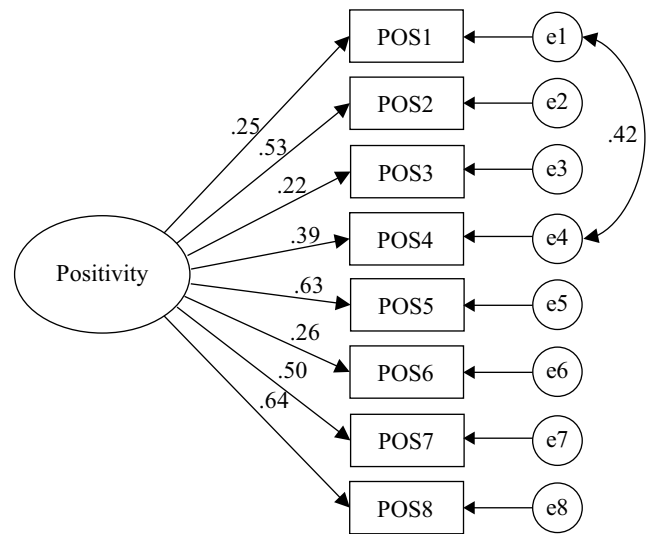 POS1 e1
.25 POS2 e2
.53
.42
.22 POS3 e3
.39 POS4 e4
Positivity
.63 POS5 e5
.26
POS6 e6
.50
.64
POS7 e7
POS8 e8